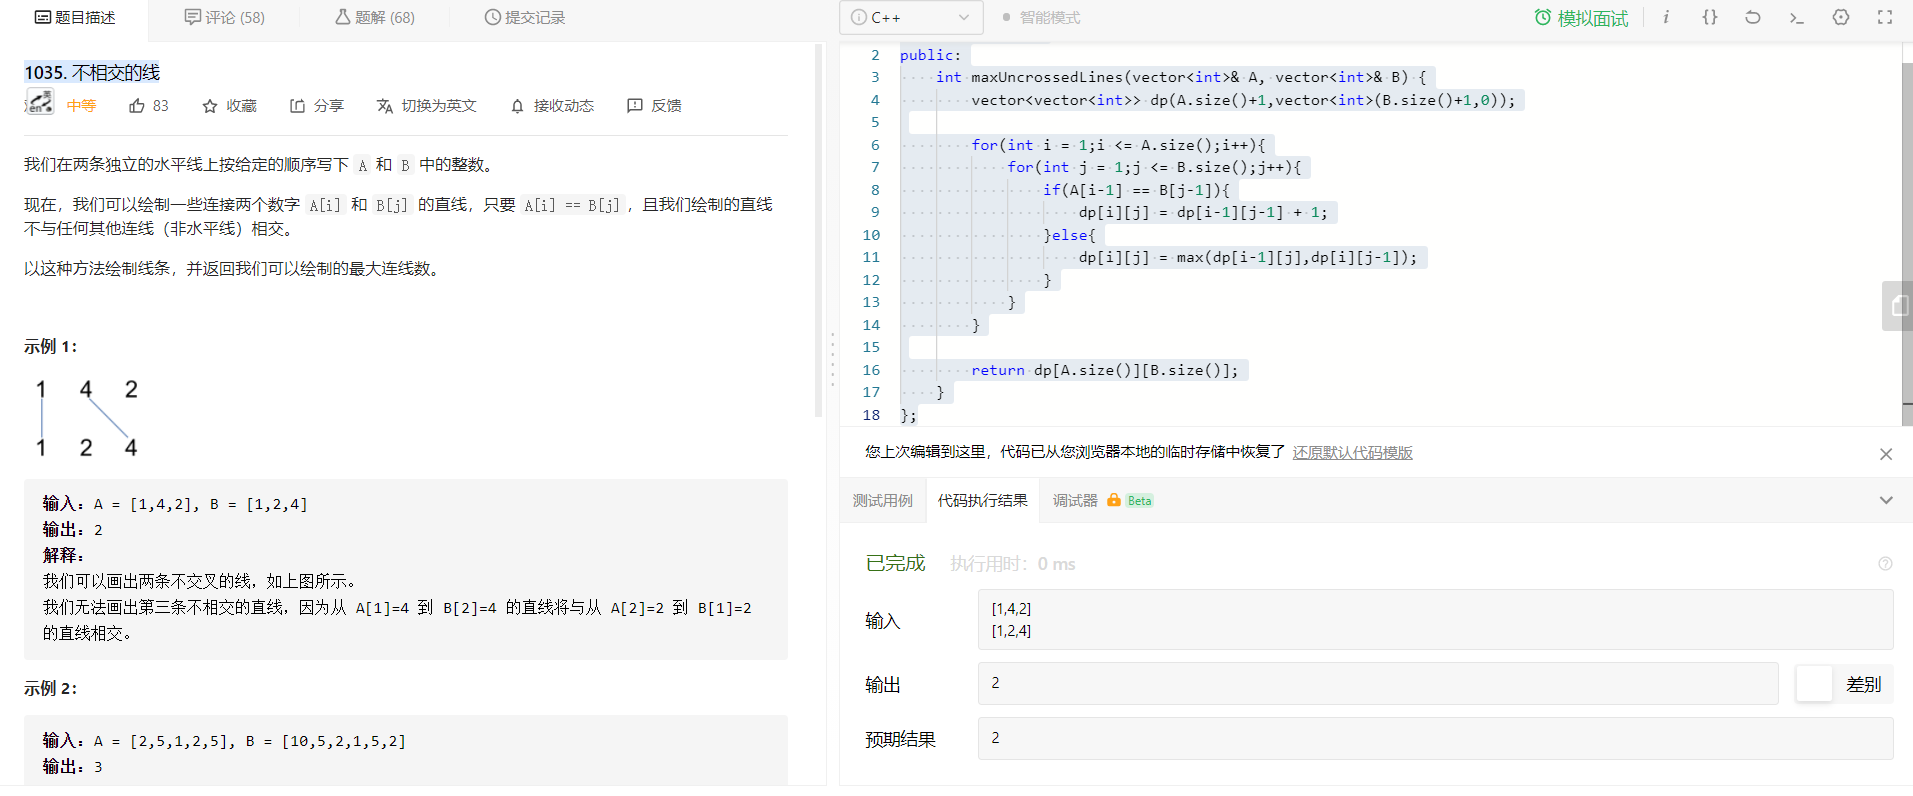 题目描述
评论 (58)
题解 (68)
提交记录
1035. 不相交的线
中等
83
收藏
分享
切换为英文
接收动态
反馈
我们在两条独立的水平线上按给定的顺序写下 A 和 B 中的整数。
现在，我们可以绘制一些连接两个数字 A[i] 和 B[j] 的直线，只要 A[i] == B[j]，且我们绘制的直线
不与任何其他连线（非水平线）相交。
以这种方法绘制线条，并返回我们可以绘制的最大连线数。
示例 1：
1 4 2
1 2 4
输入：A = [1,4,2], B = [1,2,4]
输出：2
解释：
我们可以画出两条不交叉的线，如上图所示。
我们无法画出第三条不相交的直线，因为从 A[1]=4 到 B[2]=4 的直线将与从 A[2]=2 到 B[1]=2
的直线相交。
示例 2：
输入：A = [2,5,1,2,5], B = [10,5,2,1,5,2]
输出：3
C++
智能模式
模拟面试
2 public:
3 int maxUncrossedLines(vector<int>& A, vector<int>& B) {
4 vector<vector<int>> dp(A.size()+1,vector<int>(B.size()+1,0));
5
6 for(int i = 1;i <= A.size();i++){
7 for(int j = 1;j <= B.size();j++){
8 if(A[i-1] == B[j-1]){
9 dp[i][j] = dp[i-1][j-1] + 1;
10 }else{
11 dp[i][j] = max(dp[i-1][j],dp[i][j-1]);
12 }
13 }
14 }
15
16 return dp[A.size()][B.size()];
17 }
18 };
您上次编辑到这里，代码已从您浏览器本地的临时存储中恢复了 还原默认代码模版
测试用例
代码执行结果
调试器 Beta
已完成 执行用时：0 ms
输入
[1,4,2]
[1,2,4]
输出
2
差别
预期结果
2